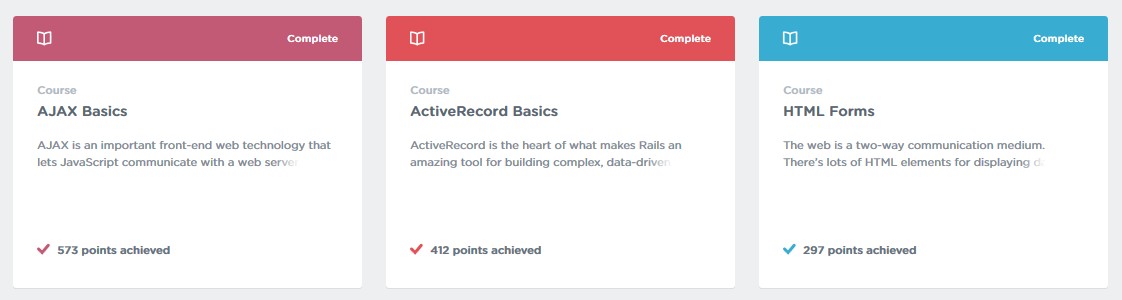 Complete
Course
AJAX Basics
AJAX is an important front-end web technology that
lets JavaScript communicate with a web server
573 points achieved
Complete
Course
ActiveRecord Basics
ActiveRecord is the heart of what makes Rails an
amazing tool for building complex, data-driven
412 points achieved
Complete
Course
HTML Forms
The web is a two-way communication medium.
There's lots of HTML elements for displaying
297 points achieved